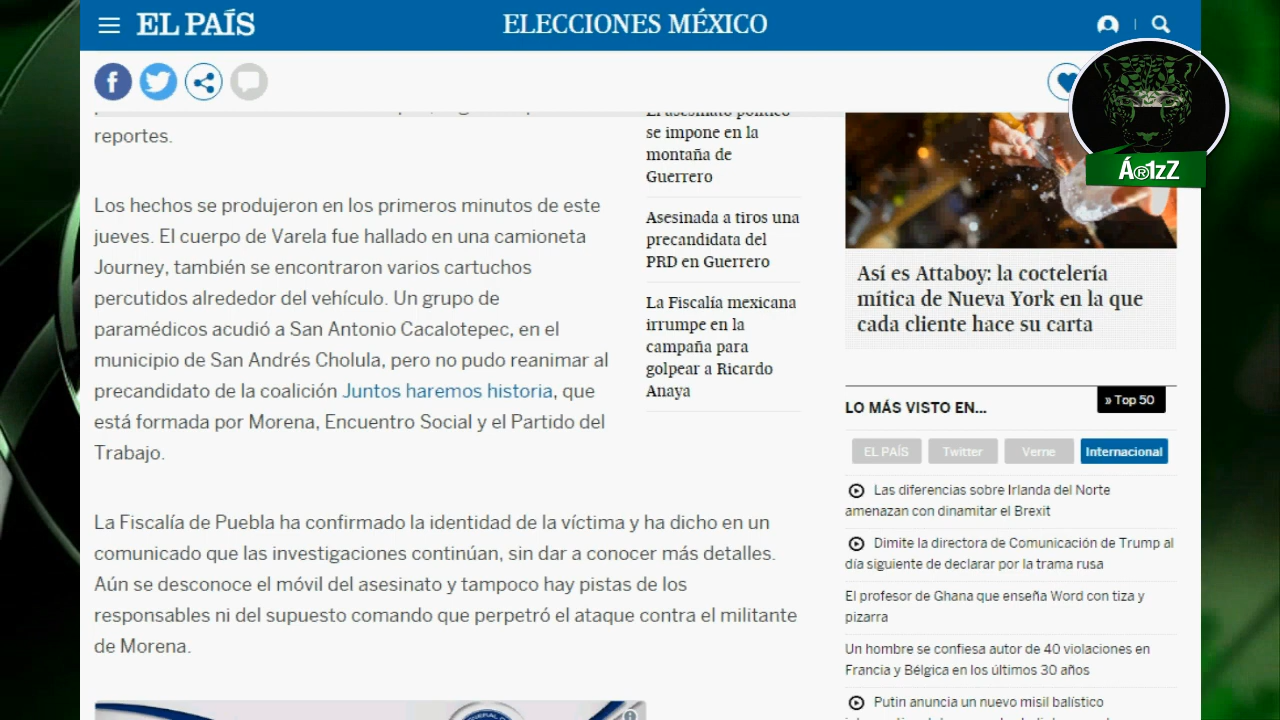 EL PAÍS
ELECCIONES MÉXICO
Á®1zZ
reportes.
Los hechos se produjeron en los primeros minutos de este
jueves. El cuerpo de Varela fue hallado en una camioneta
Journey, también se encontraron varios cartuchos
percutidos alrededor del vehículo. Un grupo de
paramédicos acudió a San Antonio Cacalotepec, en el
municipio de San Andrés Cholula, pero no pudo reanimar al
precandidato de la coalición Juntos haremos historia, que
está formada por Morena, Encuentro Social y el Partido del
Trabajo.
La Fiscalía de Puebla ha confirmado la identidad de la víctima y ha dicho en un
comunicado que las investigaciones continúan, sin dar a conocer más detalles.
Aún se desconoce el móvil del asesinato y tampoco hay pistas de los
responsables ni del supuesto comando que perpetró el ataque contra el militante
de Morena.
El asesinato político
se impone en la
montaña de
Guerrero
Asesinada a tiros una
precandidata del
PRD en Guerrero
La Fiscalía mexicana
irrumpe en la
campaña para
golpear a Ricardo
Anaya
Así es Attaboy: la coctelería
mítica de Nueva York en la que
cada cliente hace su carta
LO MÁS VISTO EN...
» Top 50
EL PAÍS
Twitter
Verne
Internacional
Las diferencias sobre Irlanda del Norte
amenazan con dinamitar el Brexit
Dimite la directora de Comunicación de Trump al
día siguiente de declarar por la trama rusa
El profesor de Ghana que enseña Word con tiza y
pizarra
Un hombre se confiesa autor de 40 violaciones en
Francia y Bélgica en los últimos 30 años
Putin anuncia un nuevo misil balístico